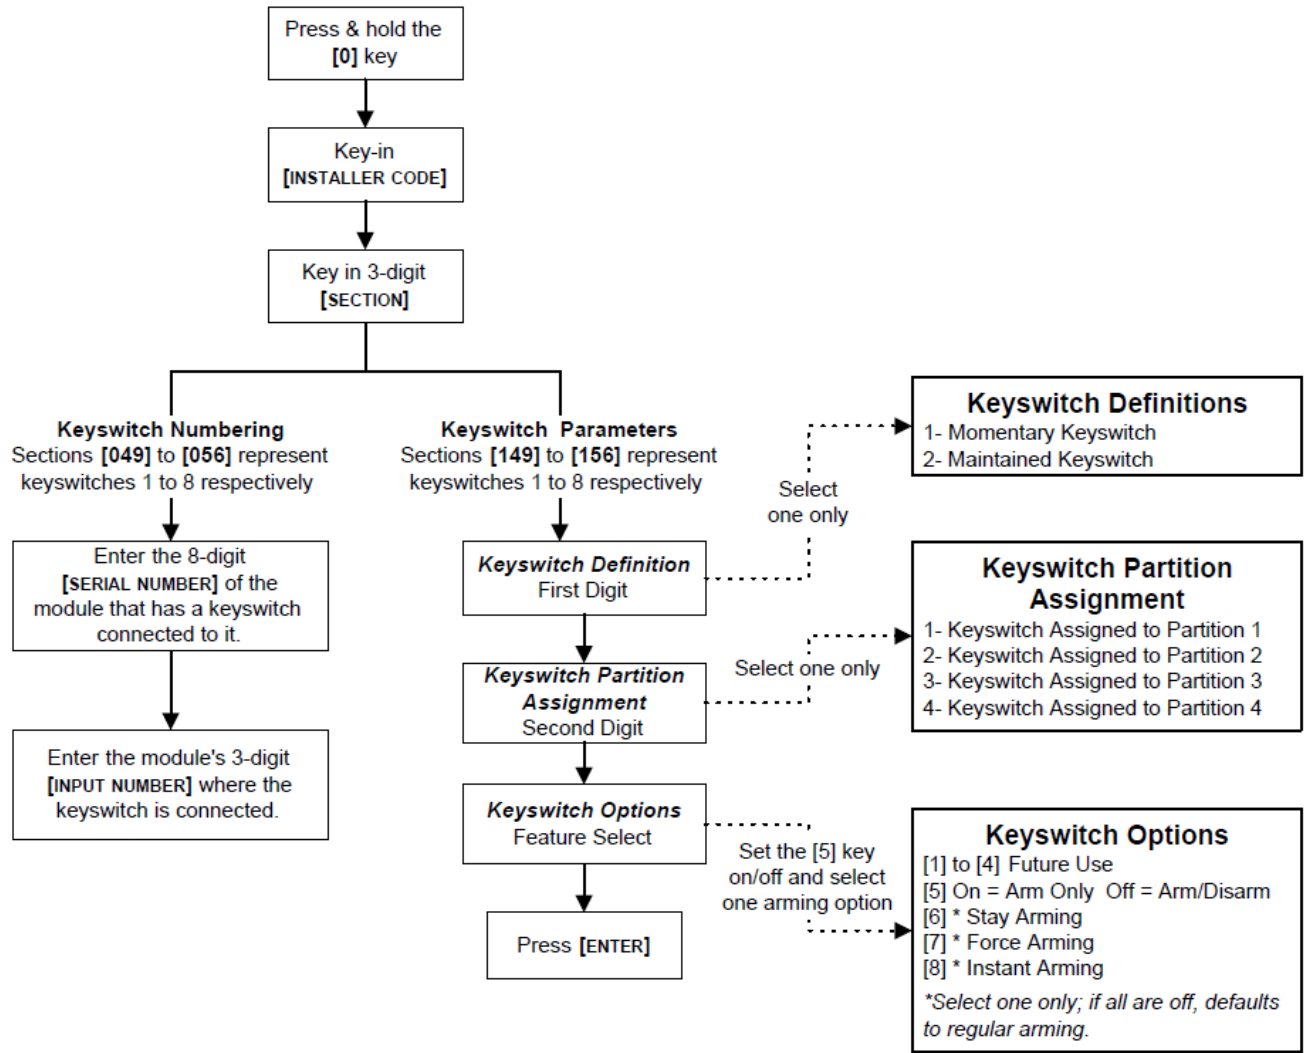 Press & hold the
[0] key
Key-in
[INSTALLER CODE]
Key in 3-digit
[SECTION]
Keyswitch Numbering
Sections [049] to [056] represent
keyswitches 1 to 8 respectively
Enter the 8-digit
[SERIAL NUMBER] of the
module that has a keyswitch
connected to it.
Enter the module's 3-digit
[INPUT NUMBER] where the
keyswitch is connected.
Keyswitch Parameters
Sections [149] to [156] represent
keyswitches 1 to 8 respectively
Keyswitch Definition
First Digit
Select
one only
Keyswitch Definitions
1- Momentary Keyswitch
2- Maintained Keyswitch
Keyswitch Partition
Assignment
Second Digit
Select one only
Keyswitch Partition
Assignment
1- Keyswitch Assigned to Partition 1
2- Keyswitch Assigned to Partition 2
3- Keyswitch Assigned to Partition 3
4- Keyswitch Assigned to Partition 4
Keyswitch Options
Feature Select
Set the [5] key
on/off and select
one arming option
Keyswitch Options
[1] to [4] Future Use
[5] On = Arm Only Off = Arm/Disarm
[6] * Stay Arming
[7] * Force Arming
[8] * Instant Arming
*Select one only; if all are off, defaults
to regular arming.
Press [ENTER]